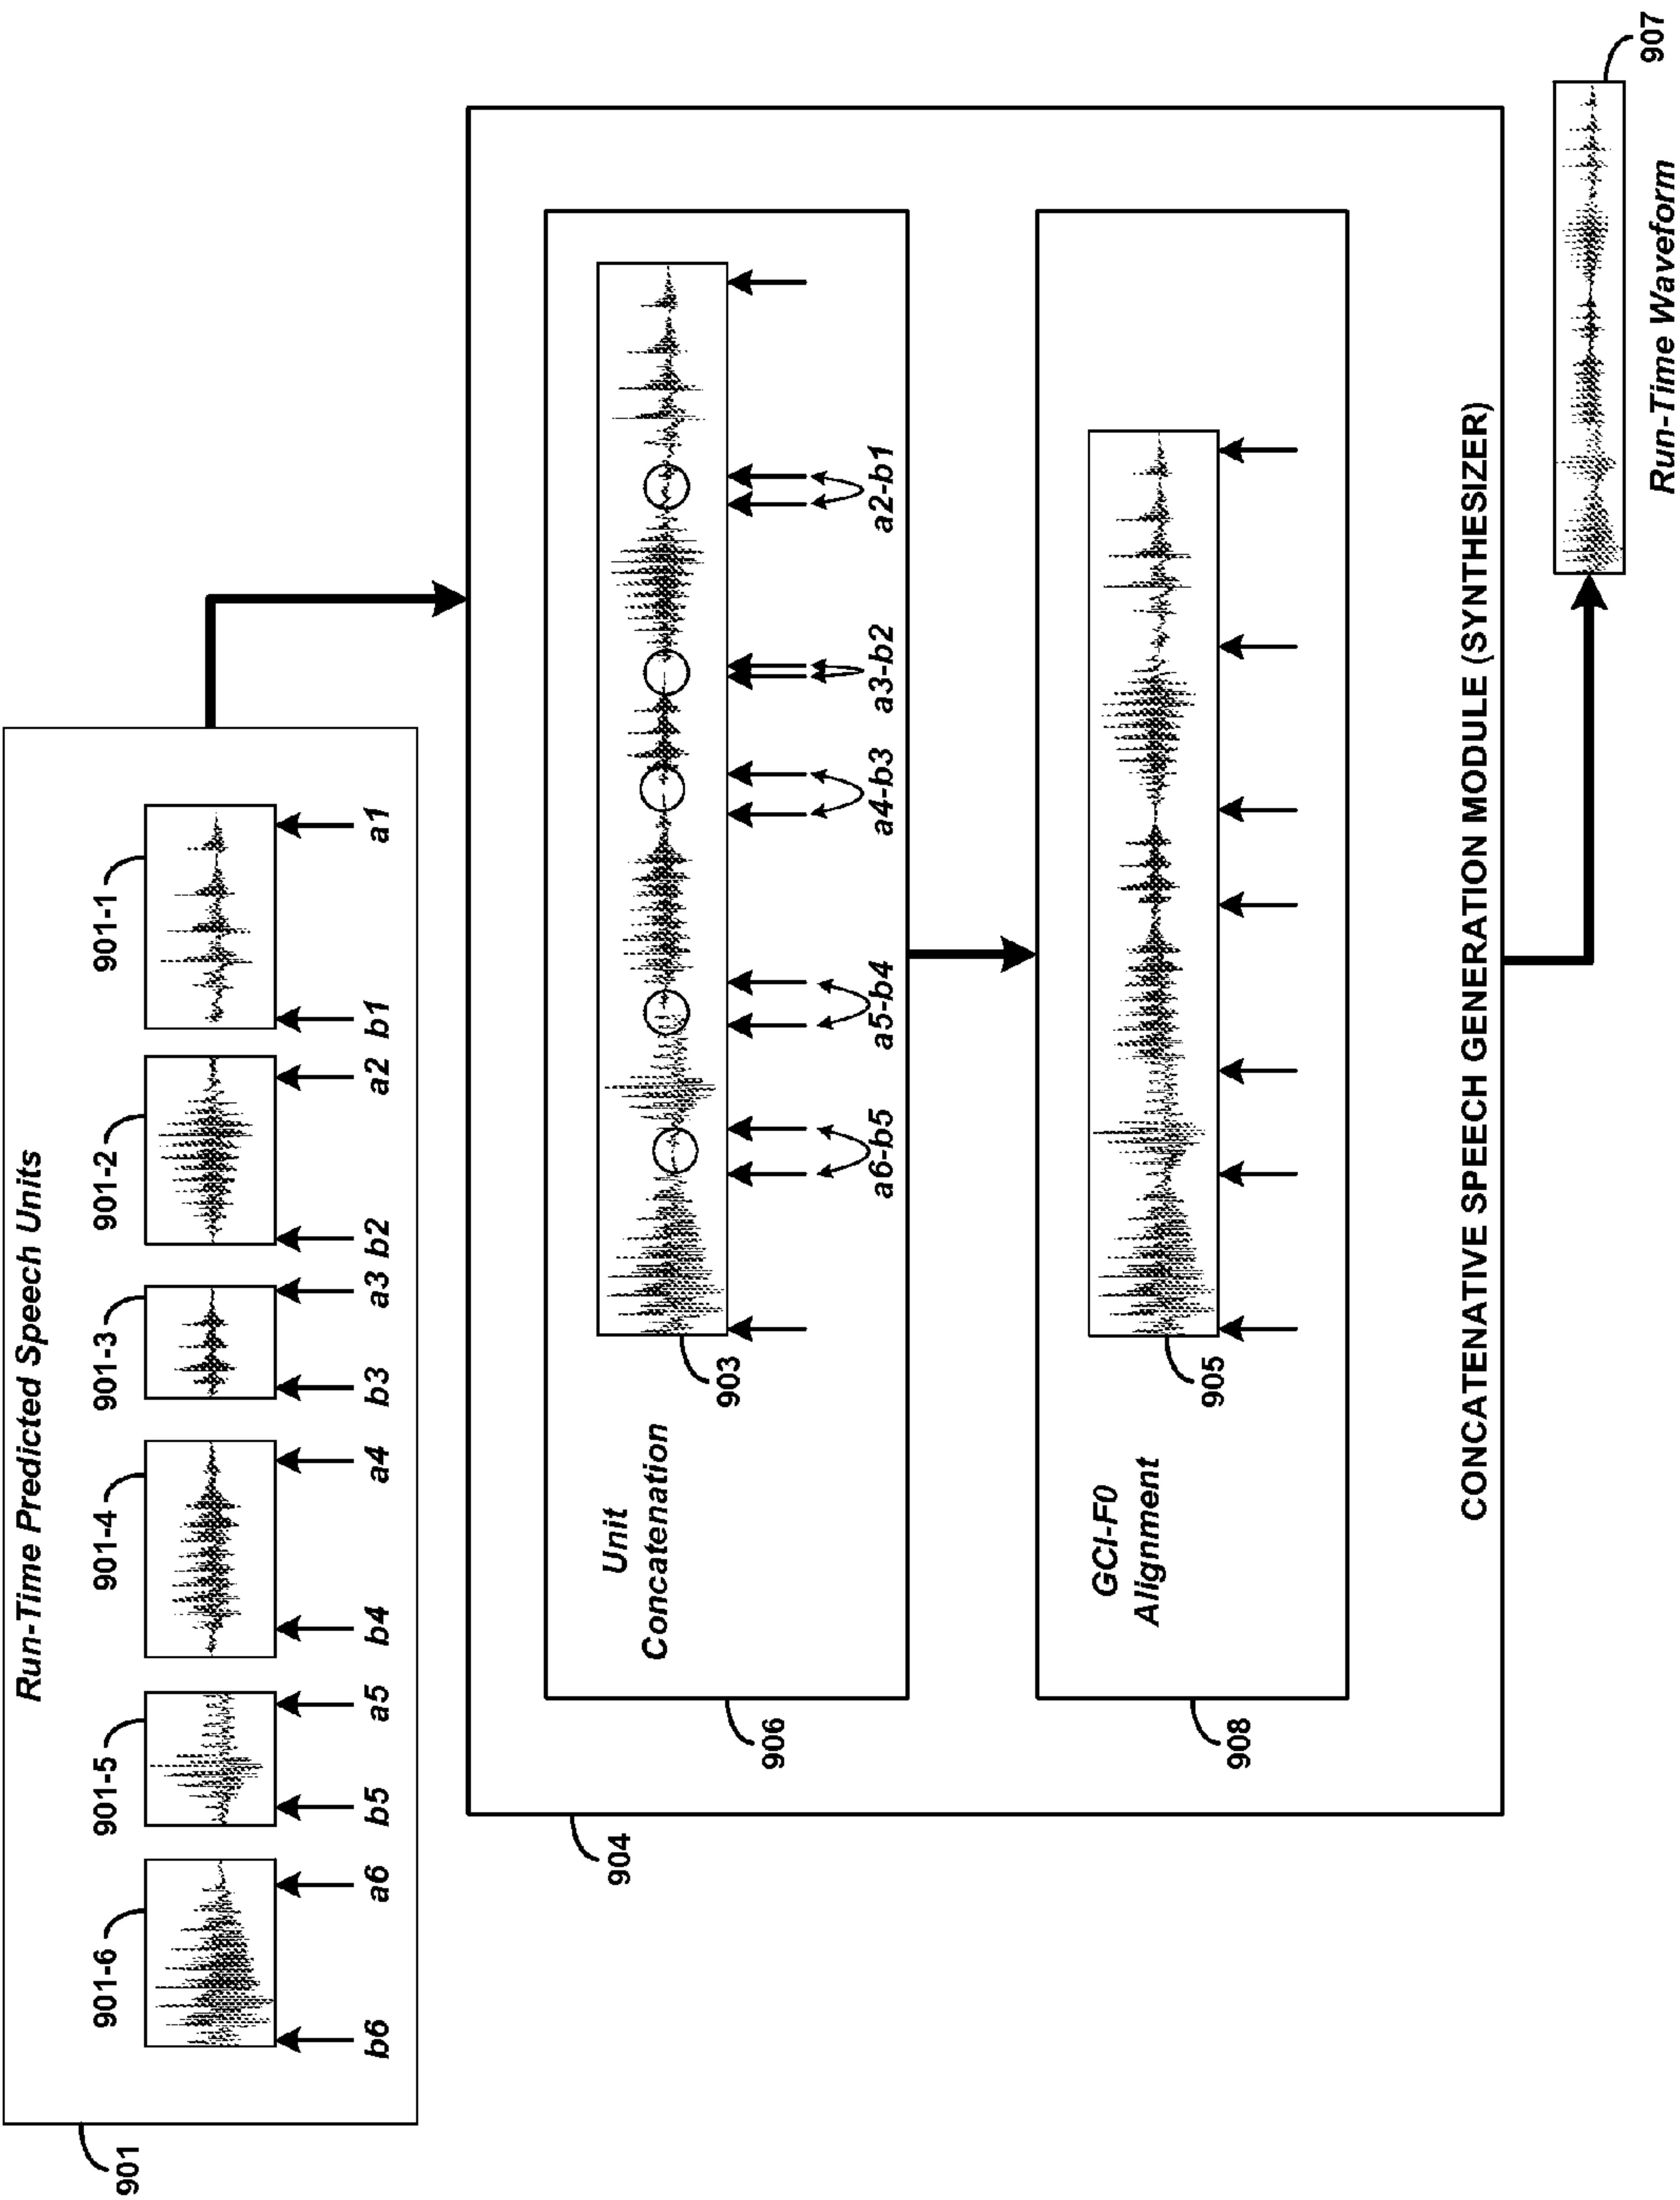 Run-Time Predicted Speech Units
901
901-6
901-5
901-4
901-3
901-2
901-1
b6 a6 b5 a5 b4 a4 b3 a3 b2 a2 b1 a1
904
906
Unit
Concatenation
903
a6-b5 a5-b4 a4-b3 a3-b2 a2-b1
908
GCI-F0
Alignment
905
CONCATENATIVE SPEECH GENERATION MODULE (SYNTHESIZER)
907
Run-Time Waveform